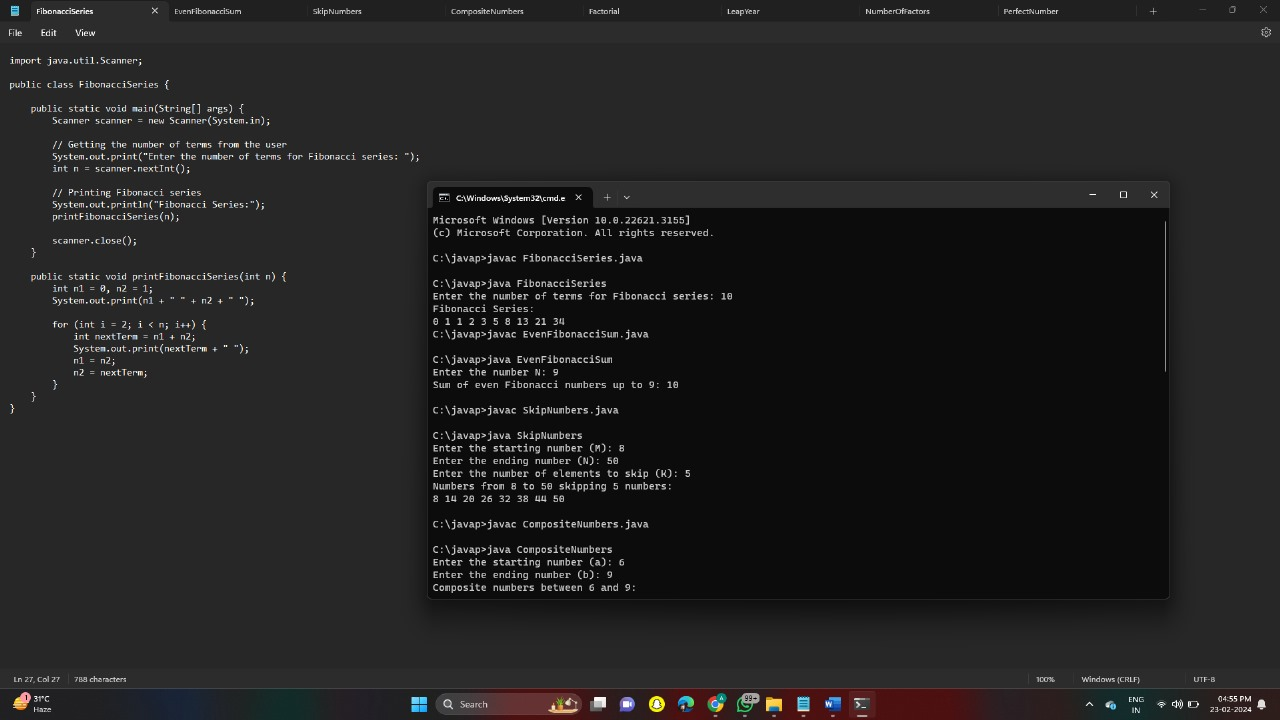 FibonacciSeries EvenFibonacciSum SkipNumbers CompositeNumbers Factorial LeapYear NumberOfFactors PerfectNumber
File Edit View
import java.util.Scanner;
public class FibonacciSeries {
public static void main(String[] args) {
Scanner scanner = new Scanner(System.in);
// Getting the number of terms from the user
System.out.print("Enter the number of terms for Fibonacci series: ");
int n = scanner.nextInt();
// Printing Fibonacci series
System.out.println("Fibonacci Series:");
printFibonacciSeries(n);
scanner.close();
}
public static void printFibonacciSeries(int n) {
int n1 = 0, n2 = 1;
System.out.print(n1 + " " + n2 + " ");
for (int i = 2; i < n; i++) {
int nextTerm = n1 + n2;
System.out.print(nextTerm + " ");
n1 = n2;
n2 = nextTerm;
}
}
}
C:\Windows\System32\cmd.e
Microsoft Windows [Version 10.0.22621.3155]
(c) Microsoft Corporation. All rights reserved.
C:\javap>javac FibonacciSeries.java
C:\javap>java FibonacciSeries
Enter the number of terms for Fibonacci series: 10
Fibonacci Series:
0 1 1 2 3 5 8 13 21 34
C:\javap>javac EvenFibonacciSum.java
C:\javap>java EvenFibonacciSum
Enter the number N: 9
Sum of even Fibonacci numbers up to 9: 10
C:\javap>javac SkipNumbers.java
C:\javap>java SkipNumbers
Enter the starting number (M): 8
Enter the ending number (N): 50
Enter the number of elements to skip (K): 5
Numbers from 8 to 50 skipping 5 numbers:
8 14 20 26 32 38 44 50
C:\javap>javac CompositeNumbers.java
C:\javap>java CompositeNumbers
Enter the starting number (a): 6
Enter the ending number (b): 9
Composite numbers between 6 and 9:
Ln 27, Col 27 788 characters 100% Windows (CRLF) UTF-8
1
31°C
Haze
Search
99+
ENG
IN
04:55 PM
23-02-2024